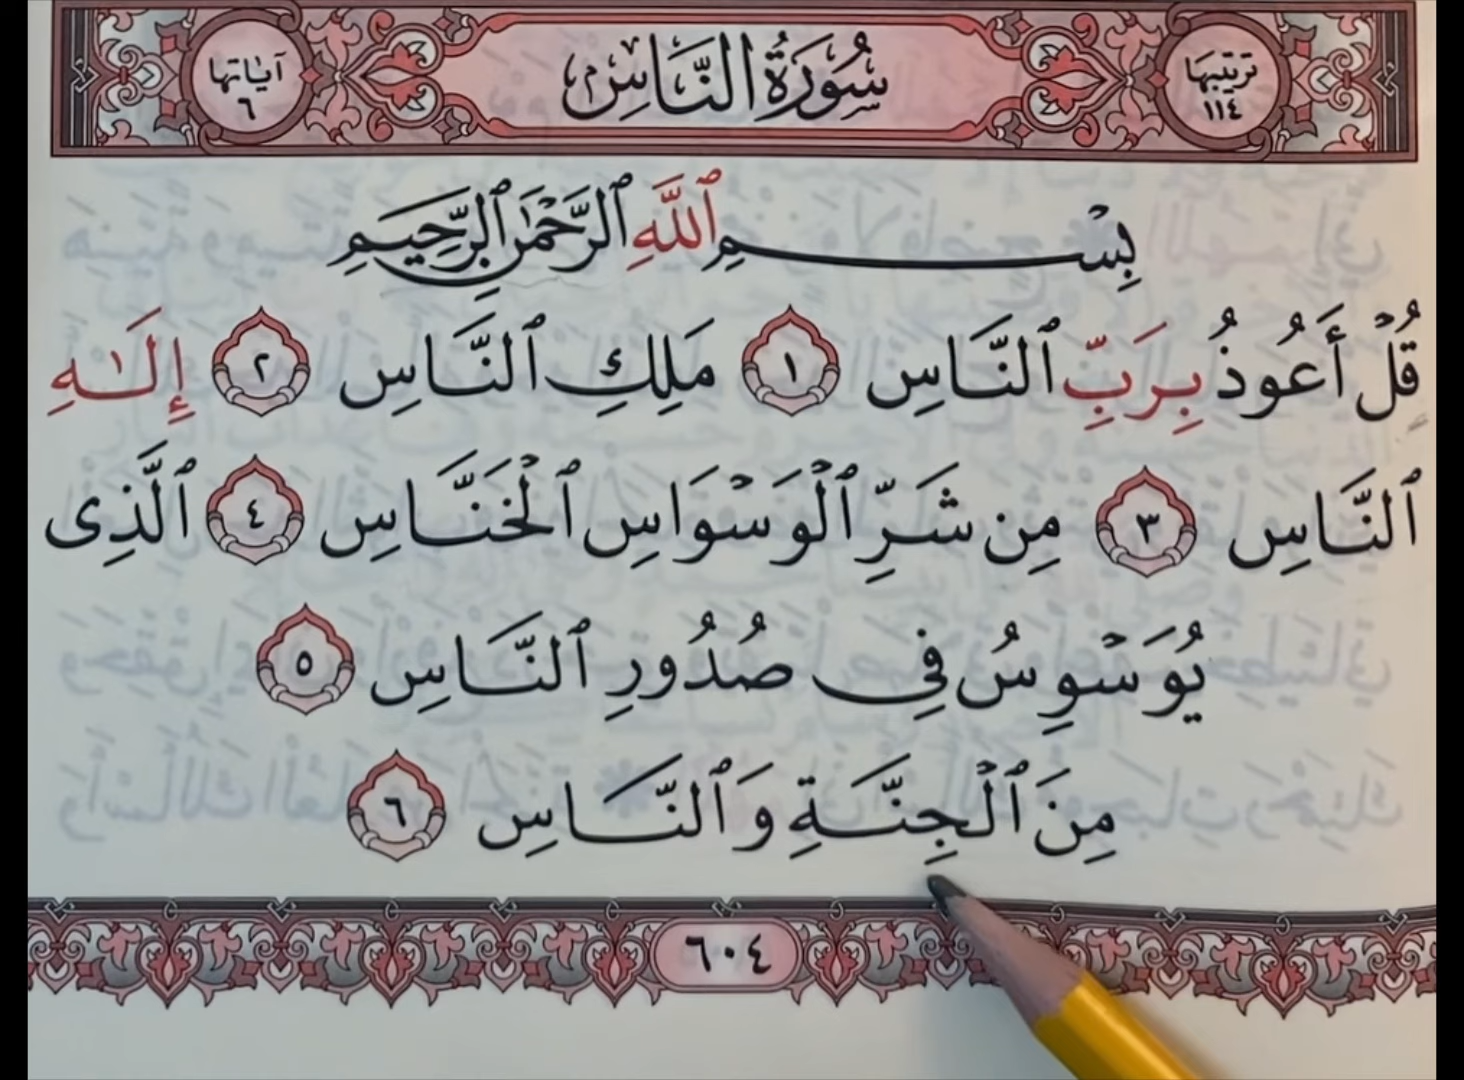 ترتيبها ١١٤ سُورَةُ النَّاسِ آياتها ٦
بِسْمِ ٱللَّهِ ٱلرَّحْمَٰنِ ٱلرَّحِيمِ
قُلْ أَعُوذُ بِرَبِّ ٱلنَّاسِ ١ مَلِكِ ٱلنَّاسِ ٢ إِلَٰهِ
ٱلنَّاسِ ٣ مِن شَرِّ ٱلْوَسْوَاسِ ٱلْخَنَّاسِ ٤ ٱلَّذِى
يُوَسْوِسُ فِى صُدُورِ ٱلنَّاسِ ٥
مِنَ ٱلْجِنَّةِ وَٱلنَّاسِ ٦
٦٠٤